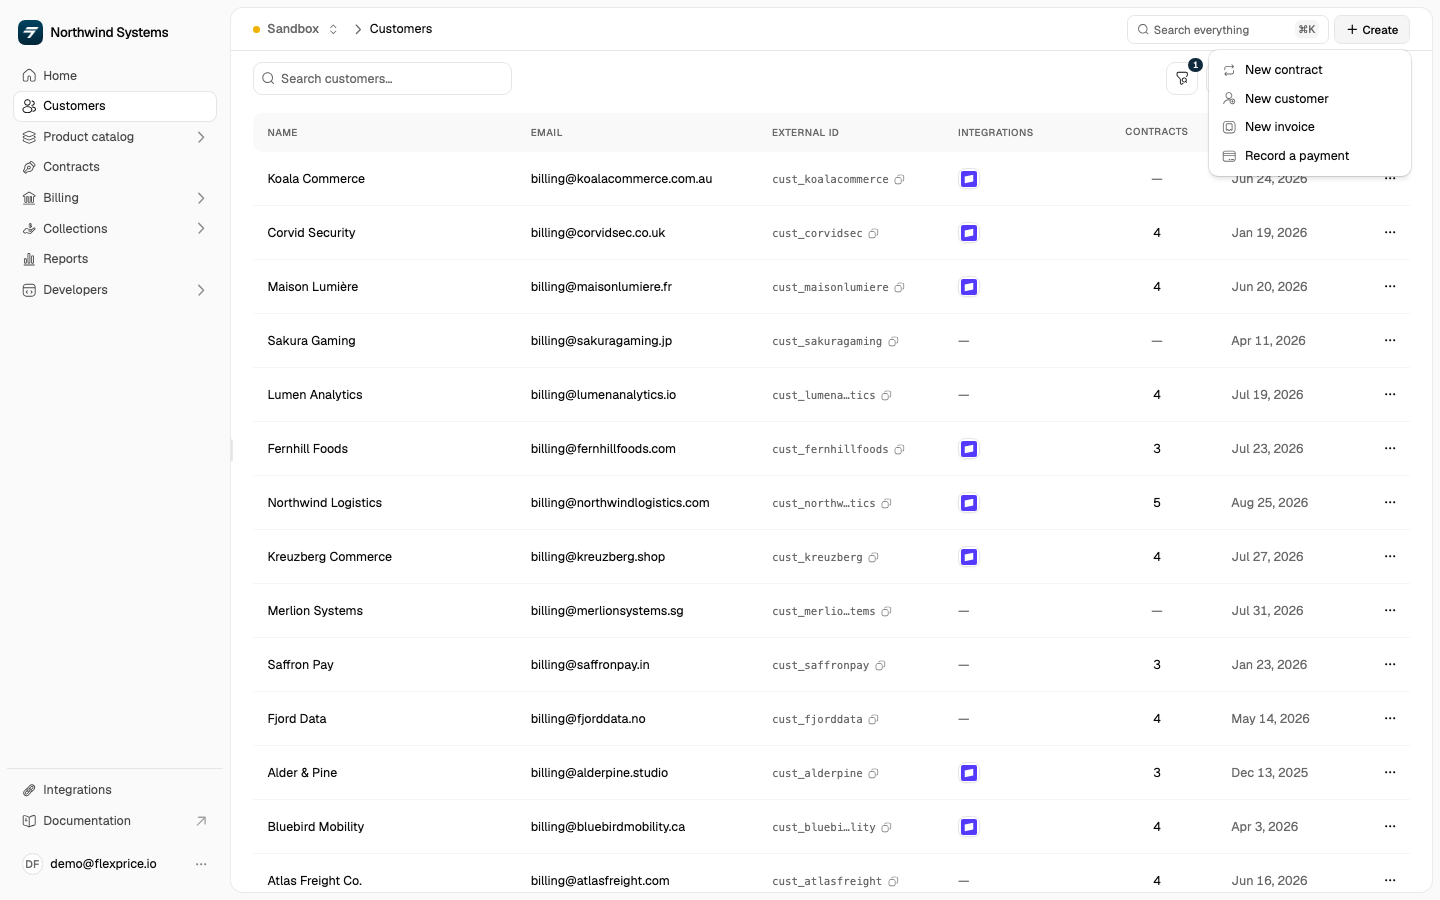 Northwind Systems
Home
Customers
Product catalog
Contracts
Billing
Collections
Reports
Developers
Integrations
Documentation
DF demo@flexprice.io
Sandbox > Customers
Search everything ⌘K
+ Create
Search customers…
1
New contract
New customer
New invoice
Record a payment
NAME EMAIL EXTERNAL ID INTEGRATIONS CONTRACTS
Koala Commerce billing@koalacommerce.com.au cust_koalacommerce — Jun 24, 2026
Corvid Security billing@corvidsec.co.uk cust_corvidsec 4 Jan 19, 2026
Maison Lumière billing@maisonlumiere.fr cust_maisonlumiere 4 Jun 20, 2026
Sakura Gaming billing@sakuragaming.jp cust_sakuragaming — — Apr 11, 2026
Lumen Analytics billing@lumenanalytics.io cust_lumena…tics — 4 Jul 19, 2026
Fernhill Foods billing@fernhillfoods.com cust_fernhillfoods 3 Jul 23, 2026
Northwind Logistics billing@northwindlogistics.com cust_northw…tics 5 Aug 25, 2026
Kreuzberg Commerce billing@kreuzberg.shop cust_kreuzberg 4 Jul 27, 2026
Merlion Systems billing@merlionsystems.sg cust_merlio…tems — — Jul 31, 2026
Saffron Pay billing@saffronpay.in cust_saffronpay — 3 Jan 23, 2026
Fjord Data billing@fjorddata.no cust_fjorddata — 4 May 14, 2026
Alder & Pine billing@alderpine.studio cust_alderpine 3 Dec 13, 2025
Bluebird Mobility billing@bluebirdmobility.ca cust_bluebi…lity 4 Apr 3, 2026
Atlas Freight Co. billing@atlasfreight.com cust_atlasfreight — 4 Jun 16, 2026